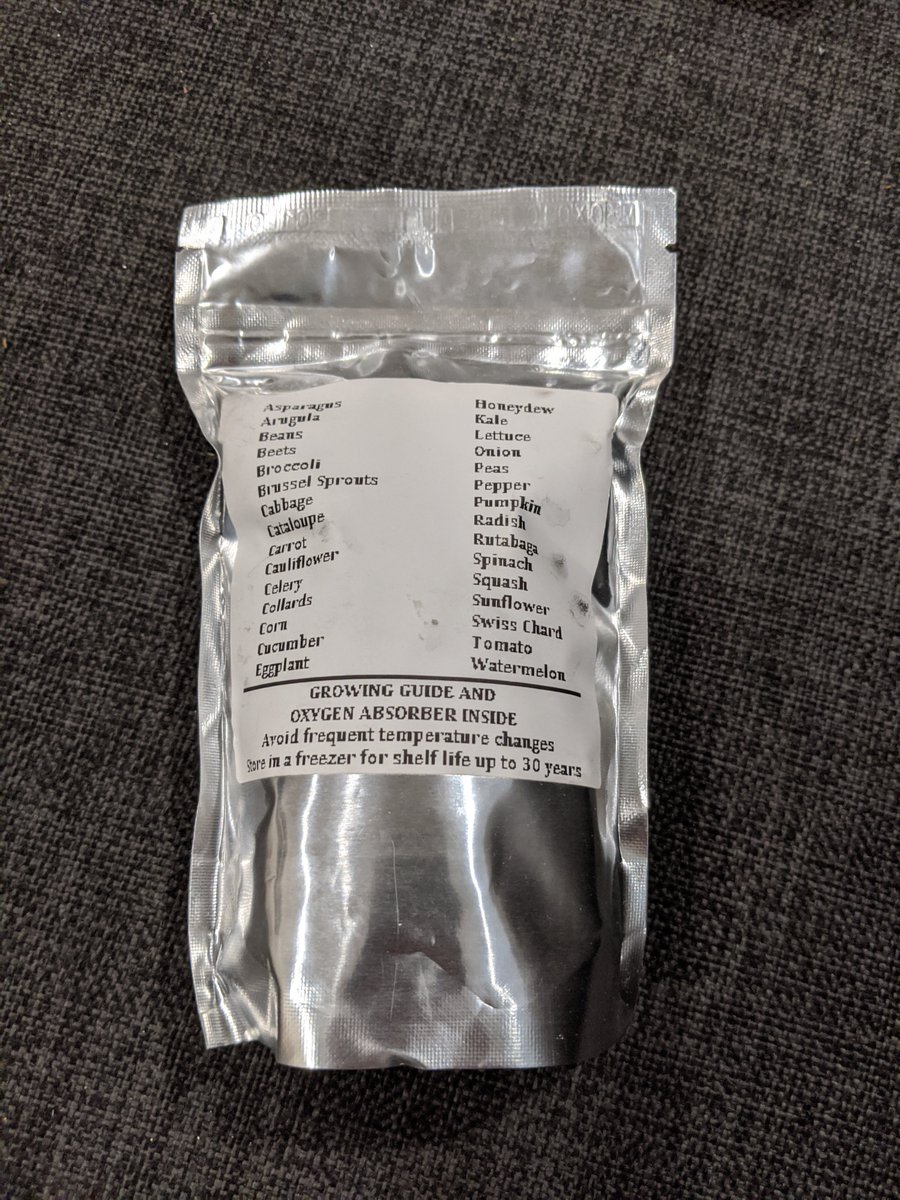 Asparagus
Arugula
Beans
Beets
Broccoli
Brussel Sprouts
Cabbage
Cataloupe
Carrot
Cauliflower
Celery
Collards
Corn
Cucumber
Eggplant
Honeydew
Kale
Lettuce
Onion
Peas
Pepper
Pumpkin
Radish
Rutabaga
Spinach
Squash
Sunflower
Swiss Chard
Tomato
Watermelon
GROWING GUIDE AND
OXYGEN ABSORBER INSIDE
Avoid frequent temperature changes
Store in a freezer for shelf life up to 30 years